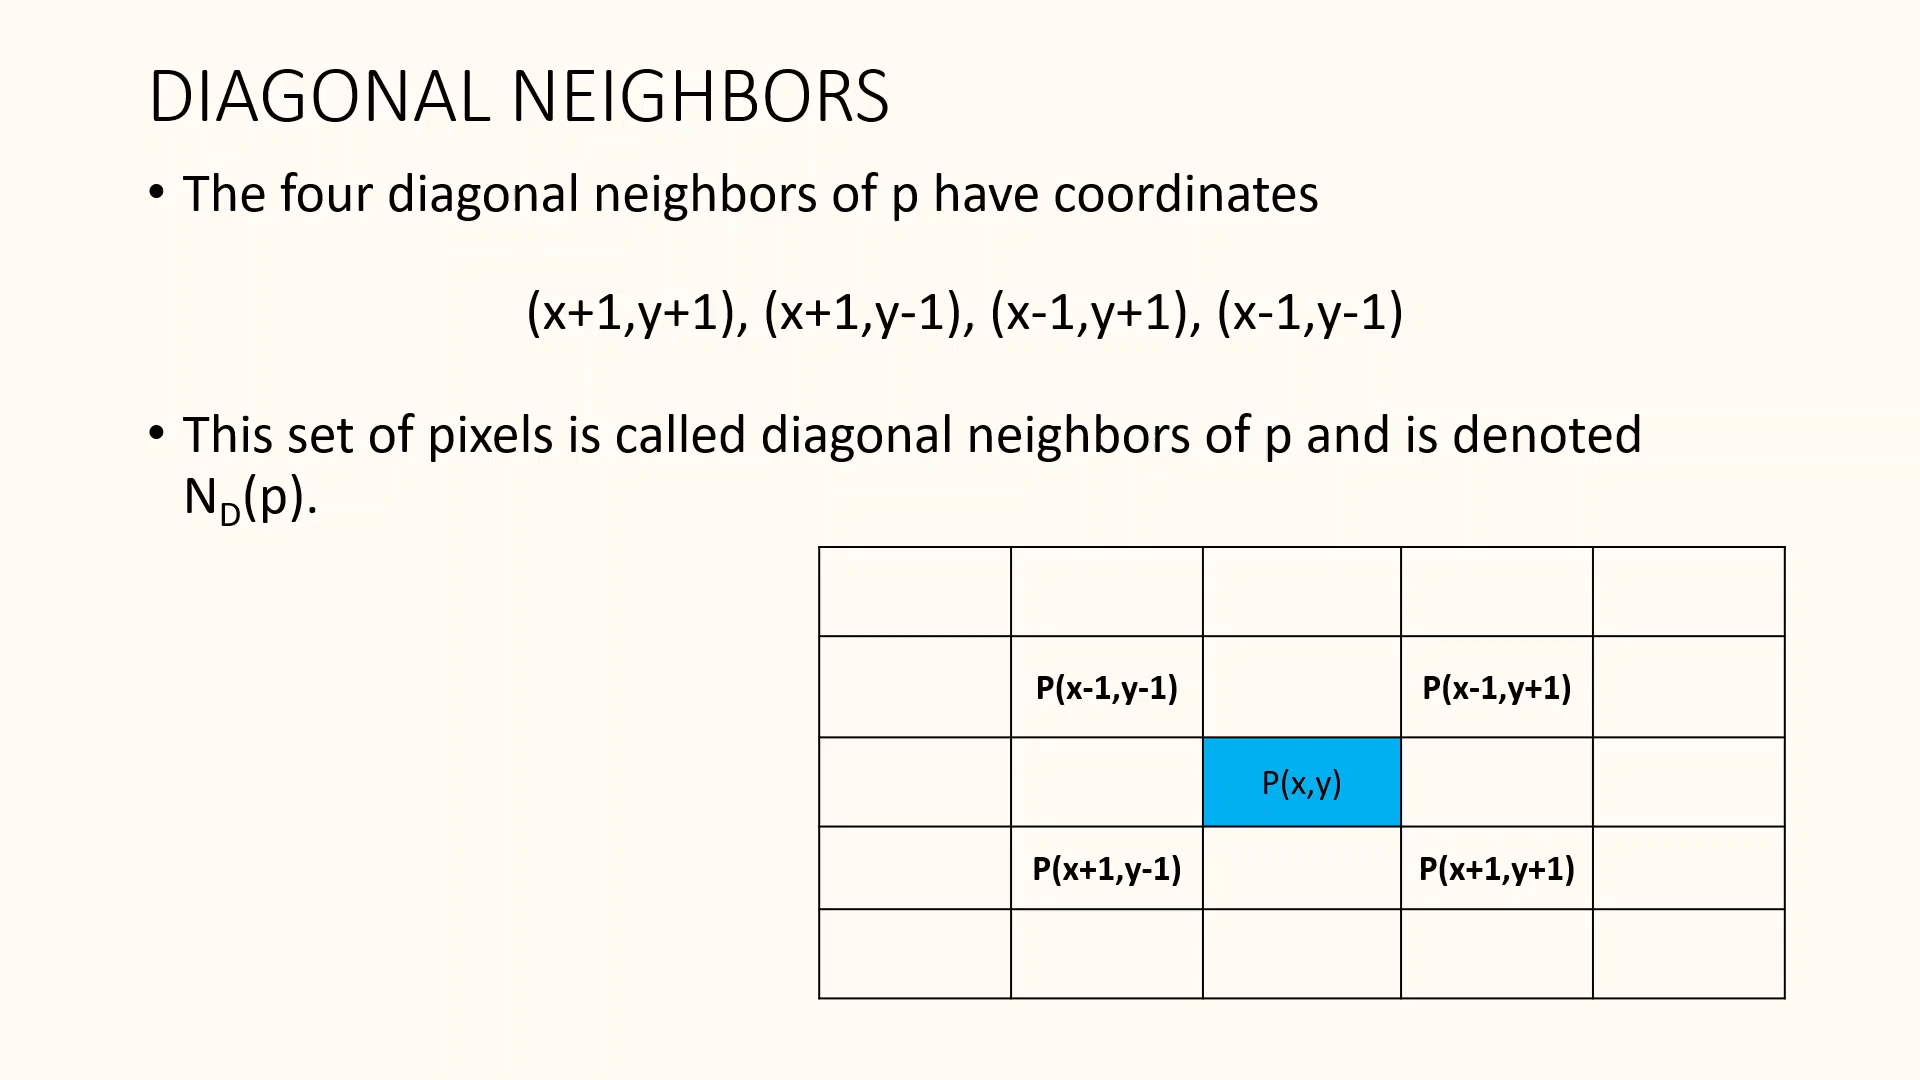 DIAGONAL NEIGHBORS
• The four diagonal neighbors of p have coordinates
(x+1,y+1), (x+1,y-1), (x-1,y+1), (x-1,y-1)
• This set of pixels is called diagonal neighbors of p and is denoted
N_D(p).
P(x-1,y-1) P(x-1,y+1)
P(x,y)
P(x+1,y-1) P(x+1,y+1)